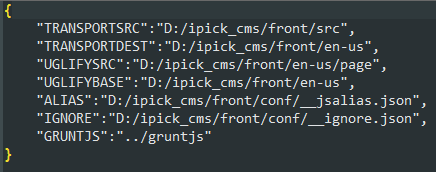 {
"TRANSPORTSRC":"D:/ipick_cms/front/src",
"TRANSPORTDEST":"D:/ipick_cms/front/en-us",
"UGLIFYSRC":"D:/ipick_cms/front/en-us/page",
"UGLIFYBASE":"D:/ipick_cms/front/en-us",
"ALIAS":"D:/ipick_cms/front/conf/__jsalias.json",
"IGNORE":"D:/ipick_cms/front/conf/__ignore.json",
"GRUNTJS":"../gruntjs"
}